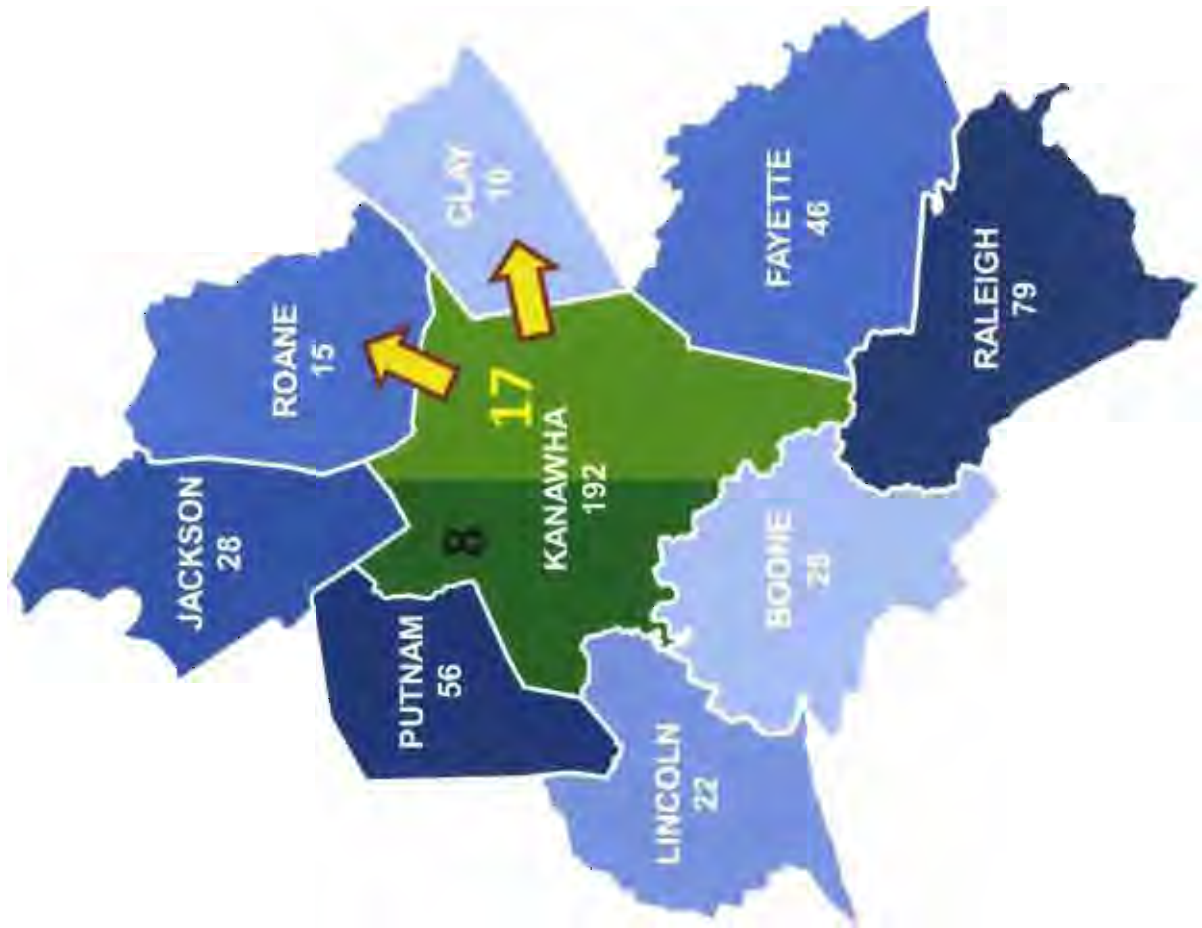 JACKSON
28
ROANE
15
CLAY
10
PUTNAM
56
8
17
KANAWHA
192
LINCOLN
22
BOONE
FAYETTE
46
RALEIGH
79